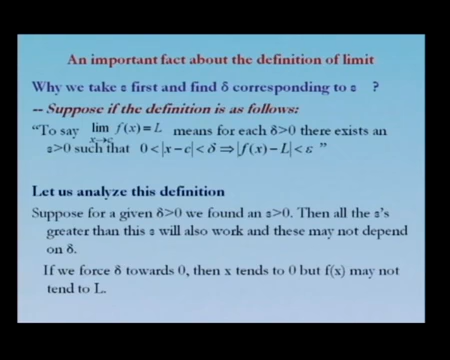 An important fact about the definition of limit
Why we take ε first and find δ corresponding to ε ?
-- Suppose if the definition is as follows:
“To say lim x→c f(x) = L means for each δ>0 there exists an
ε>0 such that 0 < |x − c| < δ ⇒ |f(x) − L| < ε ”
Let us analyze this definition
Suppose for a given δ>0 we found an ε>0. Then all the ε's
greater than this ε will also work and these may not depend
on δ.
If we force δ towards 0, then x tends to 0 but f(x) may not
tend to L.